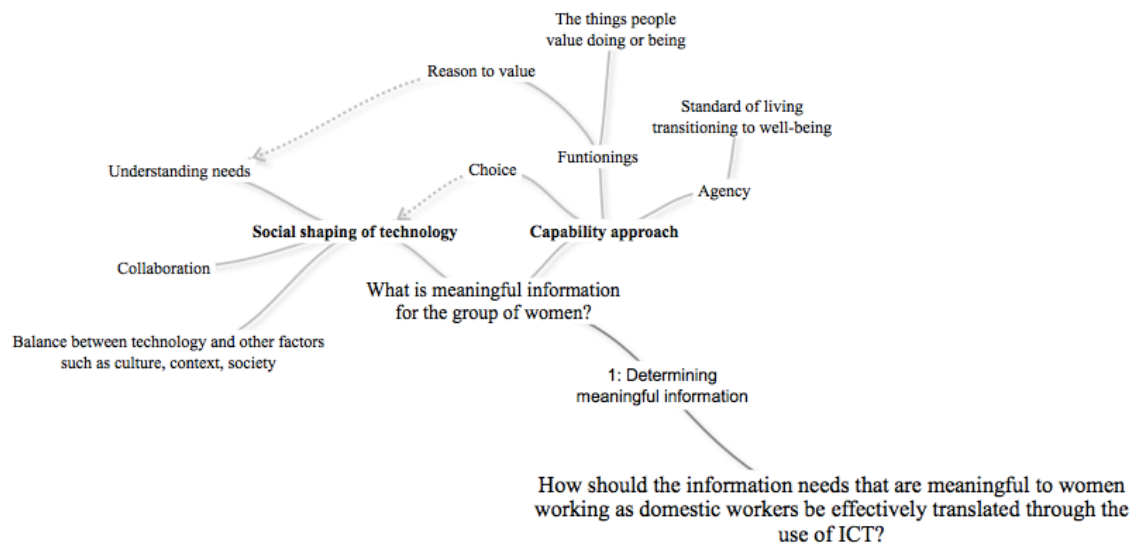 The things people
value doing or being
Reason to value
Standard of living
transitioning to well-being
Funtionings
Understanding needs
Choice
Agency
Social shaping of technology
Capability approach
Collaboration
What is meaningful information
for the group of women?
Balance between technology and other factors
such as culture, context, society
1: Determining
meaningful information
How should the information needs that are meaningful to women
working as domestic workers be effectively translated through the
use of ICT?